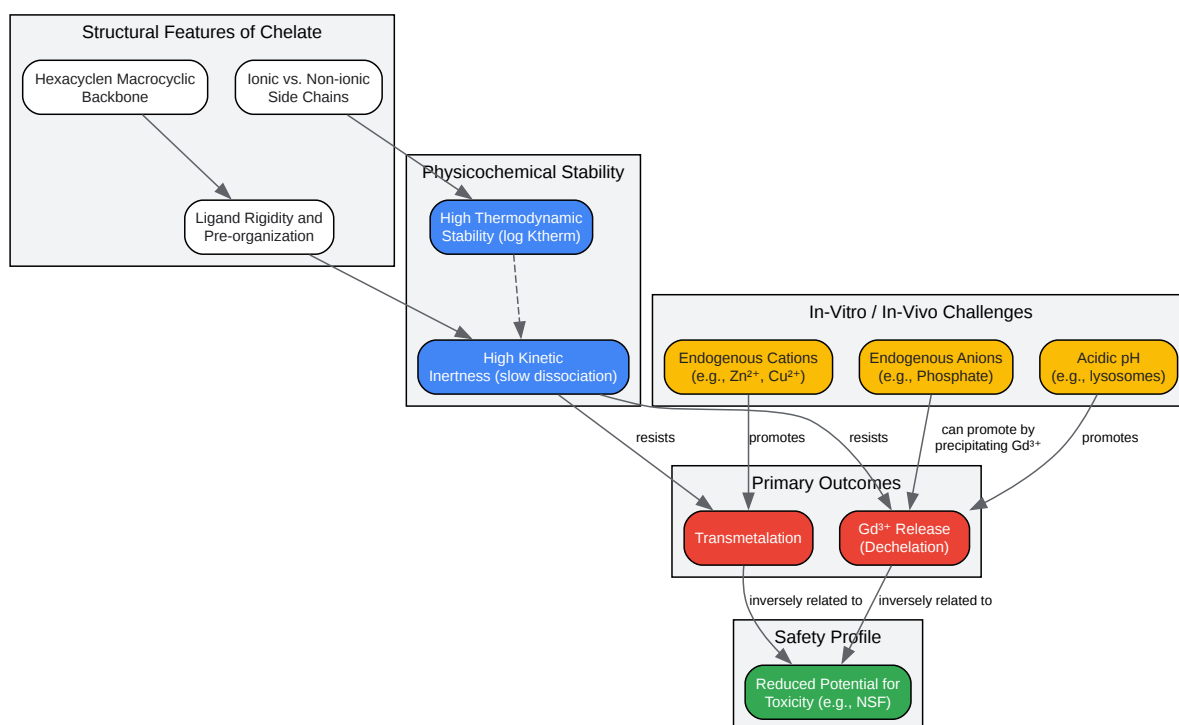 Structural Features of Chelate
Hexacyclen Macrocyclic
Backbone
Ionic vs. Non-ionic
Side Chains
Ligand Rigidity and
Pre-organization
Physicochemical Stability
High Thermodynamic
Stability (log Ktherm)
High Kinetic
Inertness (slow dissociation)
In-Vitro / In-Vivo Challenges
Endogenous Cations
(e.g., Zn²⁺, Cu²⁺)
Endogenous Anions
(e.g., Phosphate)
Acidic pH
(e.g., lysosomes)
resists
promotes
resists
can promote by
precipitating Gd³⁺
promotes
Primary Outcomes
Transmetalation
Gd³⁺ Release
(Dechelation)
inversely related to
inversely related to
Safety Profile
Reduced Potential for
Toxicity (e.g., NSF)